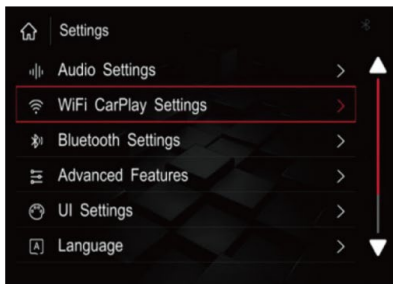 Settings
Audio Settings
WiFi CarPlay Settings
Bluetooth Settings
Advanced Features
UI Settings
A Language